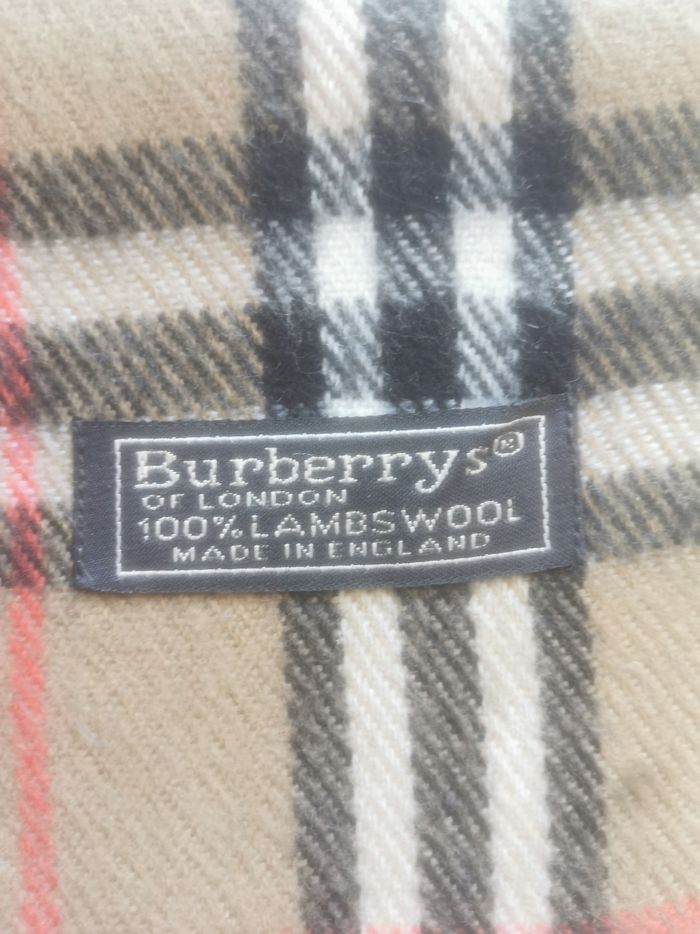 Burberrys®
OF LONDON
100% LAMBSWOOL
MADE IN ENGLAND